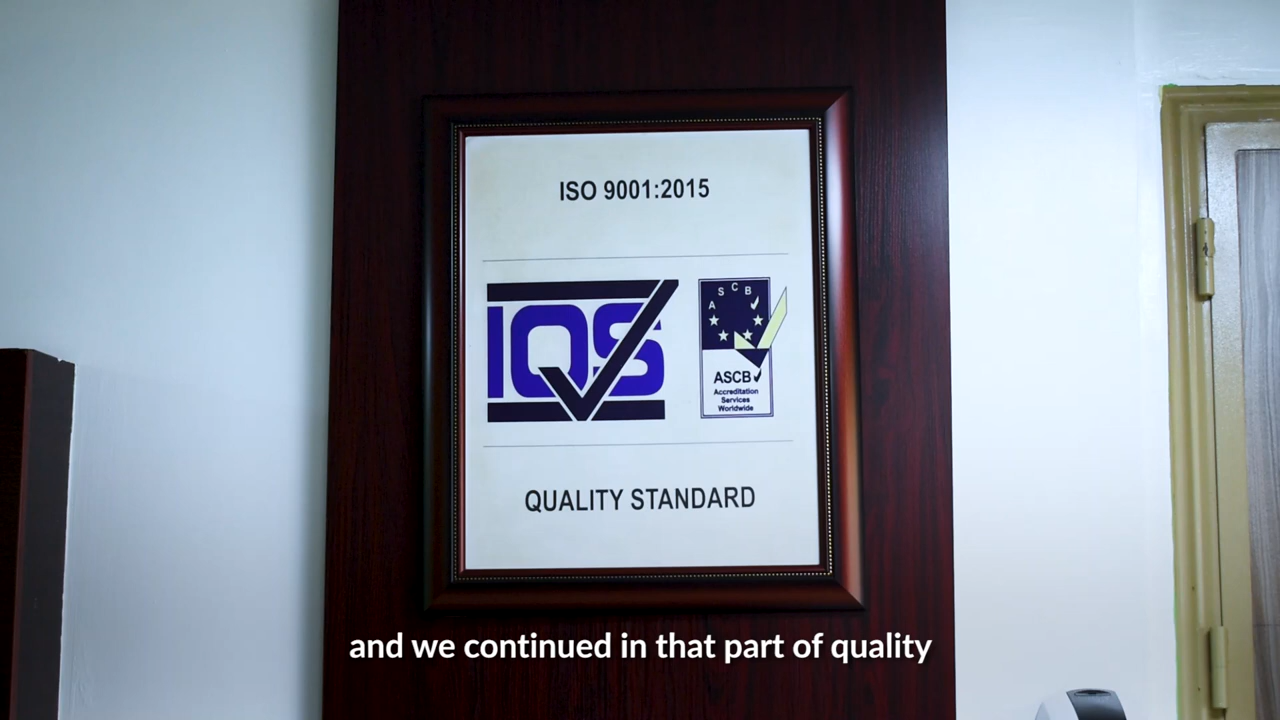 ISO 9001:2015
IQS
A S C B
ASCB
Accreditation
Services
Worldwide
QUALITY STANDARD
and we continued in that part of quality